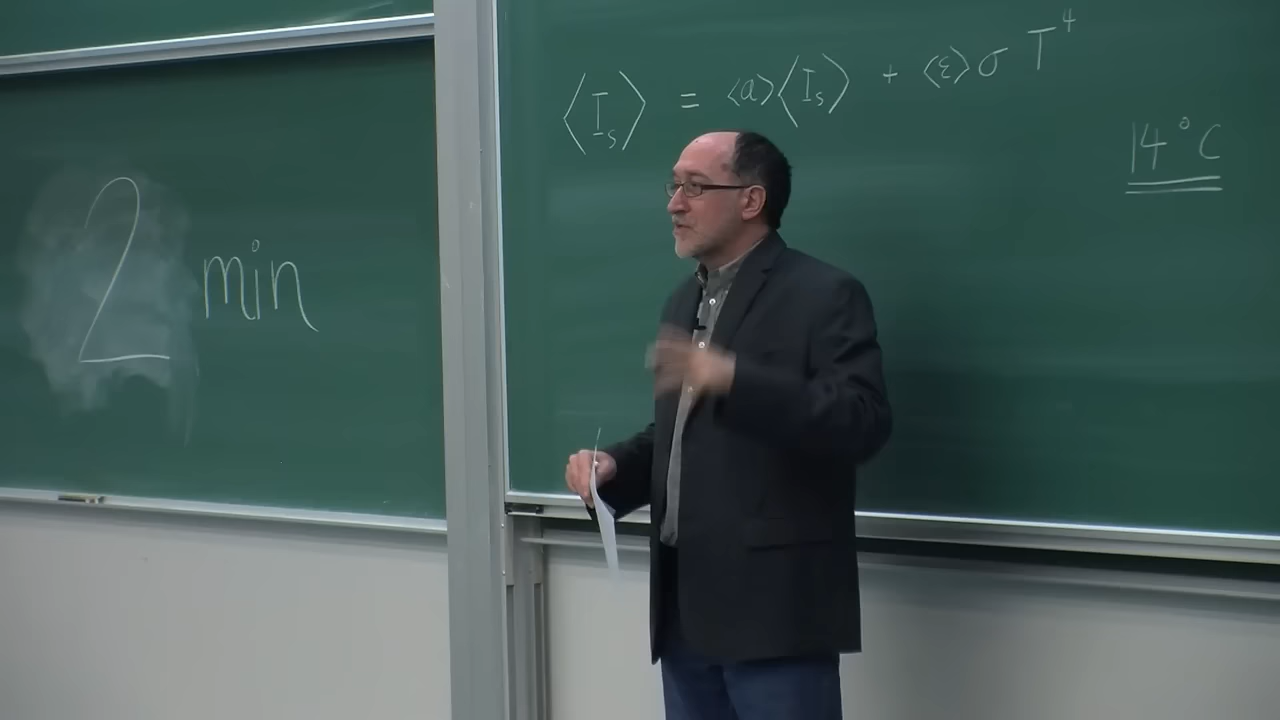 2 min
⟨I_s⟩ = ⟨a⟩⟨I_s⟩ + ⟨ε⟩σT⁴
14°C